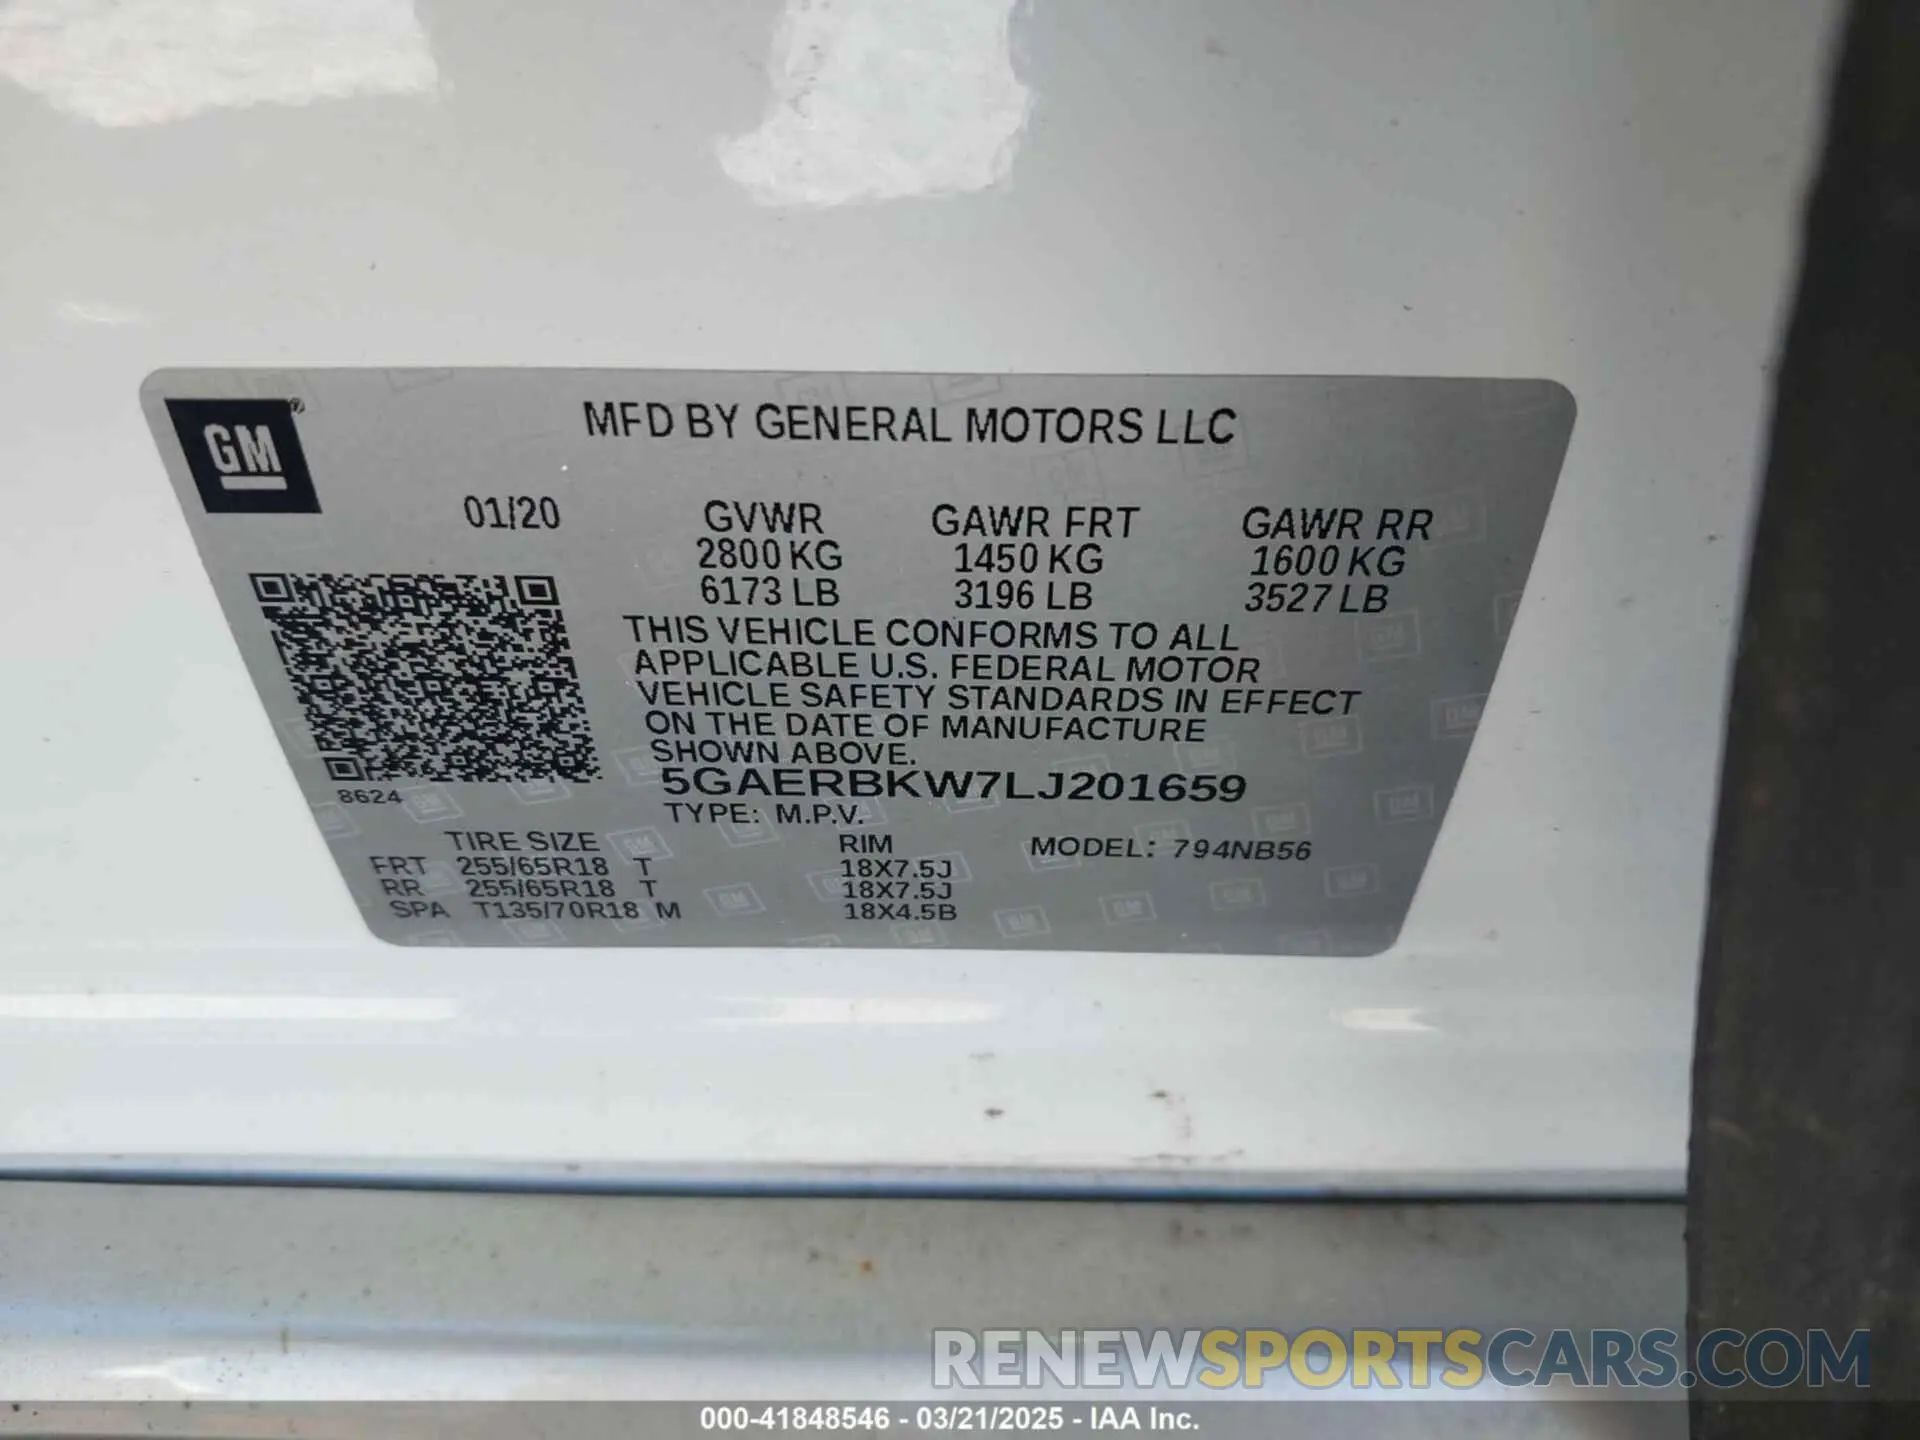 GM®
MFD BY GENERAL MOTORS LLC
01/20
GVWR GAWR FRT GAWR RR
2800 KG 1450 KG 1600 KG
6173 LB 3196 LB 3527 LB
THIS VEHICLE CONFORMS TO ALL
APPLICABLE U.S. FEDERAL MOTOR
VEHICLE SAFETY STANDARDS IN EFFECT
ON THE DATE OF MANUFACTURE
SHOWN ABOVE.
8624
5GAERBKW7LJ201659
TYPE: M.P.V.
TIRE SIZE RIM MODEL: 794NB56
FRT 255/65R18 T 18X7.5J
RR 255/65R18 T 18X7.5J
SPA T135/70R18 M 18X4.5B
RENEWSPORTSCARS.COM
000-41848546 - 03/21/2025 - IAA Inc.